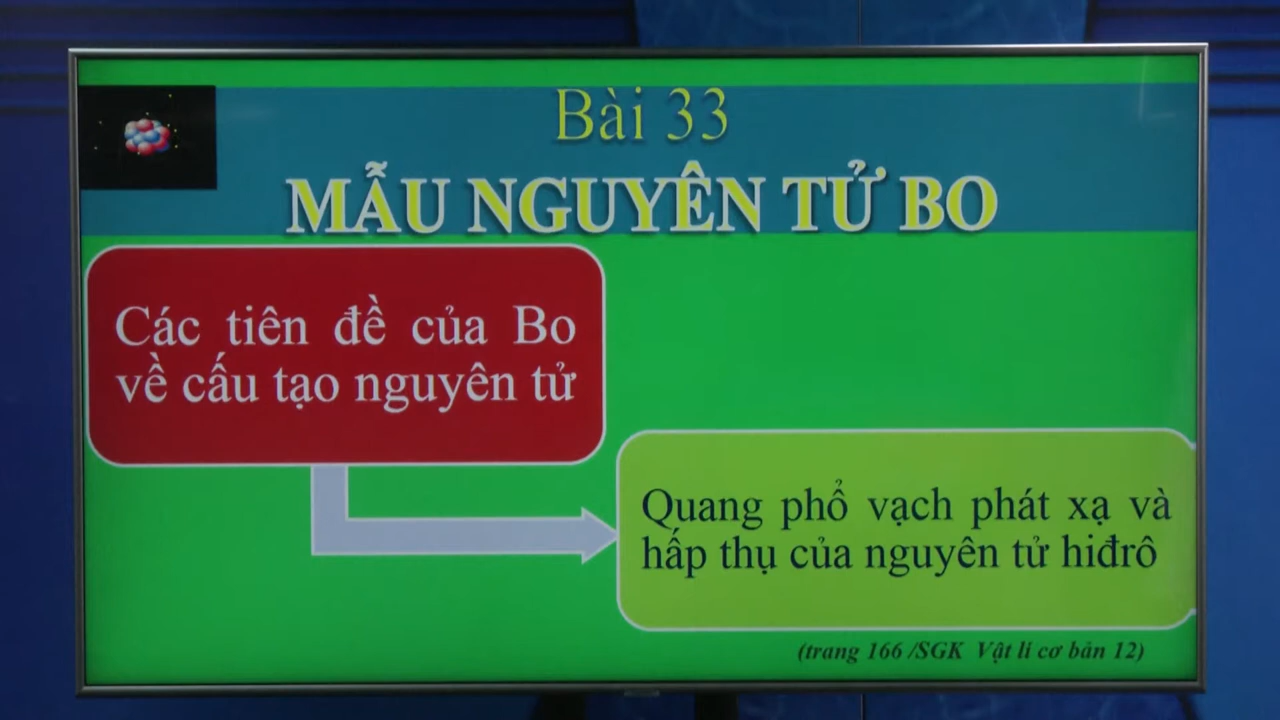 Bài 33
MẪU NGUYÊN TỬ BO
Các tiên đề của Bo
về cấu tạo nguyên tử
Quang phổ vạch phát xạ và
hấp thụ của nguyên tử hiđrô
(trang 166 /SGK Vật lí cơ bản 12)